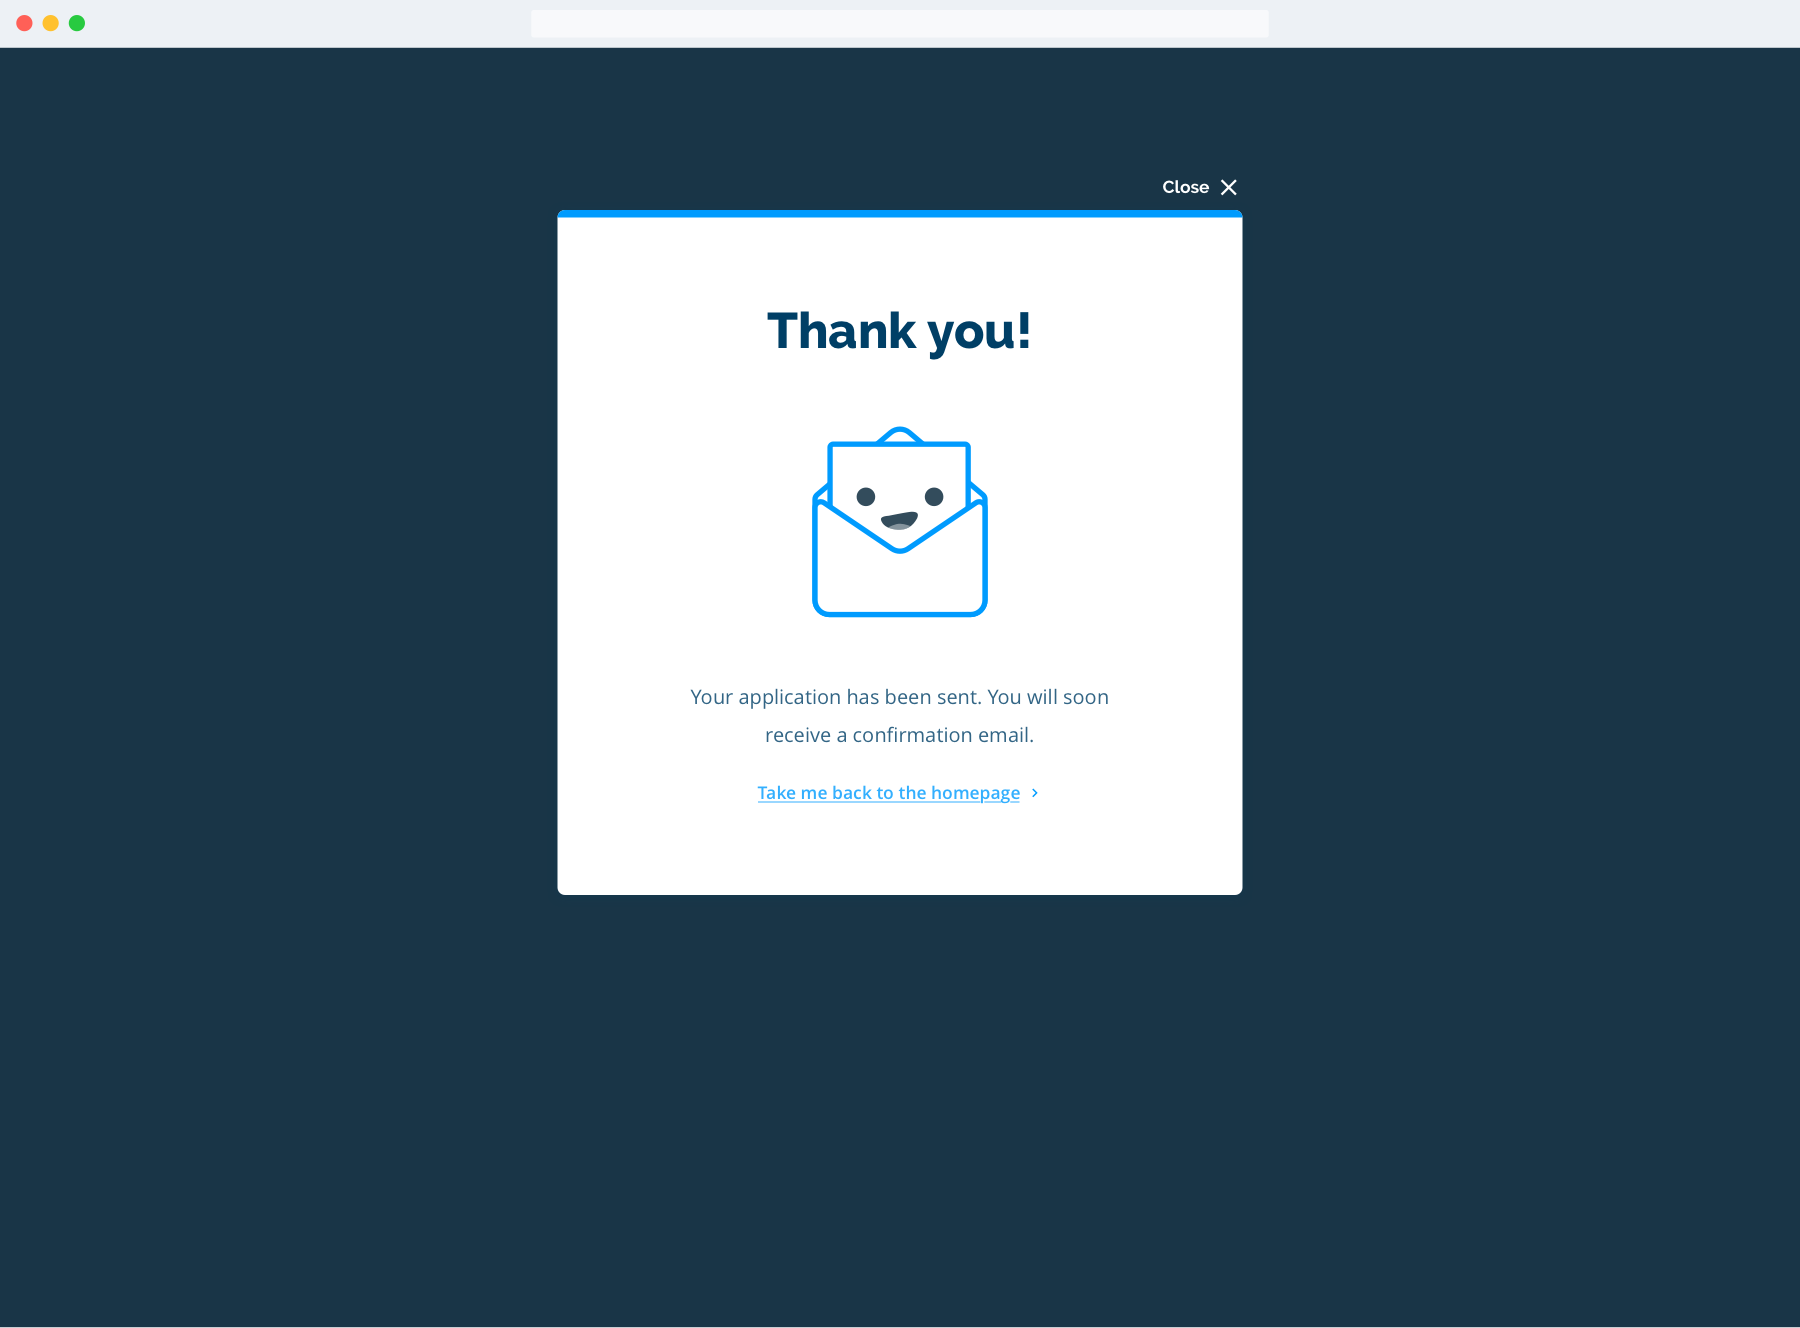 Close
Thank you!
Your application has been sent. You will soon
receive a confirmation email.
Take me back to the homepage